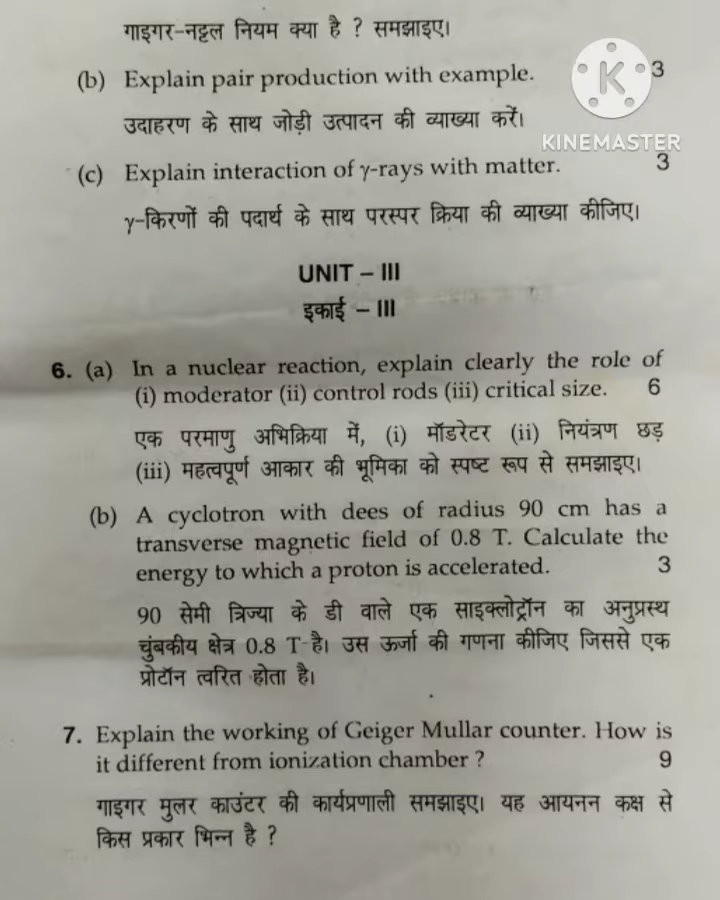 गाइगर-नट्टल नियम क्या है ? समझाइए।
(b) Explain pair production with example. 3
उदाहरण के साथ जोड़ी उत्पादन की व्याख्या करें।
K
KINEMASTER
(c) Explain interaction of γ-rays with matter. 3
γ-किरणों की पदार्थ के साथ परस्पर क्रिया की व्याख्या कीजिए।
UNIT – III
इकाई – III
6. (a) In a nuclear reaction, explain clearly the role of
(i) moderator (ii) control rods (iii) critical size. 6
एक परमाणु अभिक्रिया में, (i) मॉडरेटर (ii) नियंत्रण छड़
(iii) महत्वपूर्ण आकार की भूमिका को स्पष्ट रूप से समझाइए।
(b) A cyclotron with dees of radius 90 cm has a
transverse magnetic field of 0.8 T. Calculate the
energy to which a proton is accelerated. 3
90 सेमी त्रिज्या के डी वाले एक साइक्लोट्रॉन का अनुप्रस्थ
चुंबकीय क्षेत्र 0.8 T है। उस ऊर्जा की गणना कीजिए जिससे एक
प्रोटॉन त्वरित होता है।
7. Explain the working of Geiger Mullar counter. How is
it different from ionization chamber ? 9
गाइगर मुलर काउंटर की कार्यप्रणाली समझाइए। यह आयनन कक्ष से
किस प्रकार भिन्न है ?